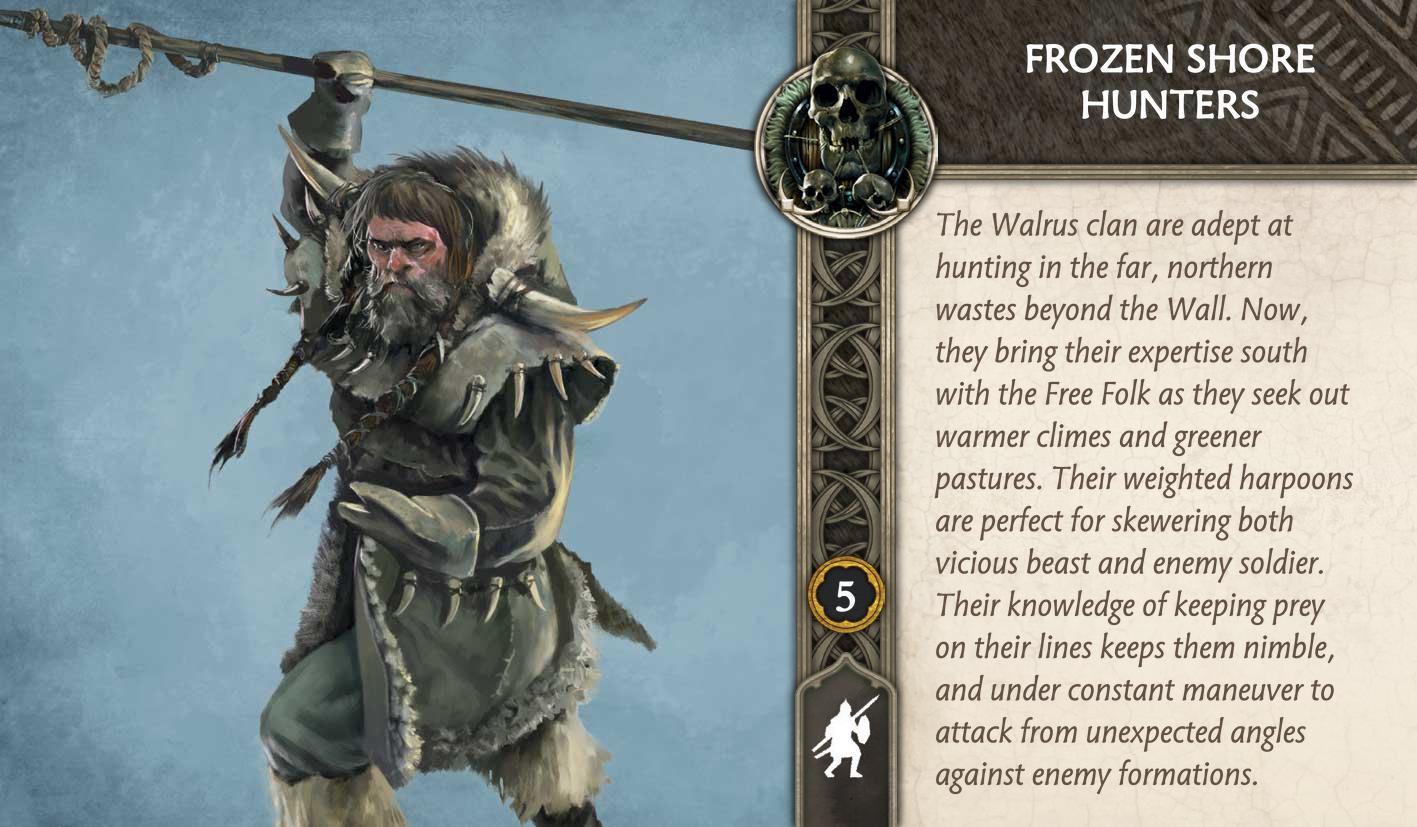 FROZEN SHORE
HUNTERS
The Walrus clan are adept at
hunting in the far, northern
wastes beyond the Wall. Now,
they bring their expertise south
with the Free Folk as they seek out
warmer climes and greener
pastures. Their weighted harpoons
are perfect for skewering both
vicious beast and enemy soldier.
Their knowledge of keeping prey
on their lines keeps them nimble,
and under constant maneuver to
attack from unexpected angles
against enemy formations.
5